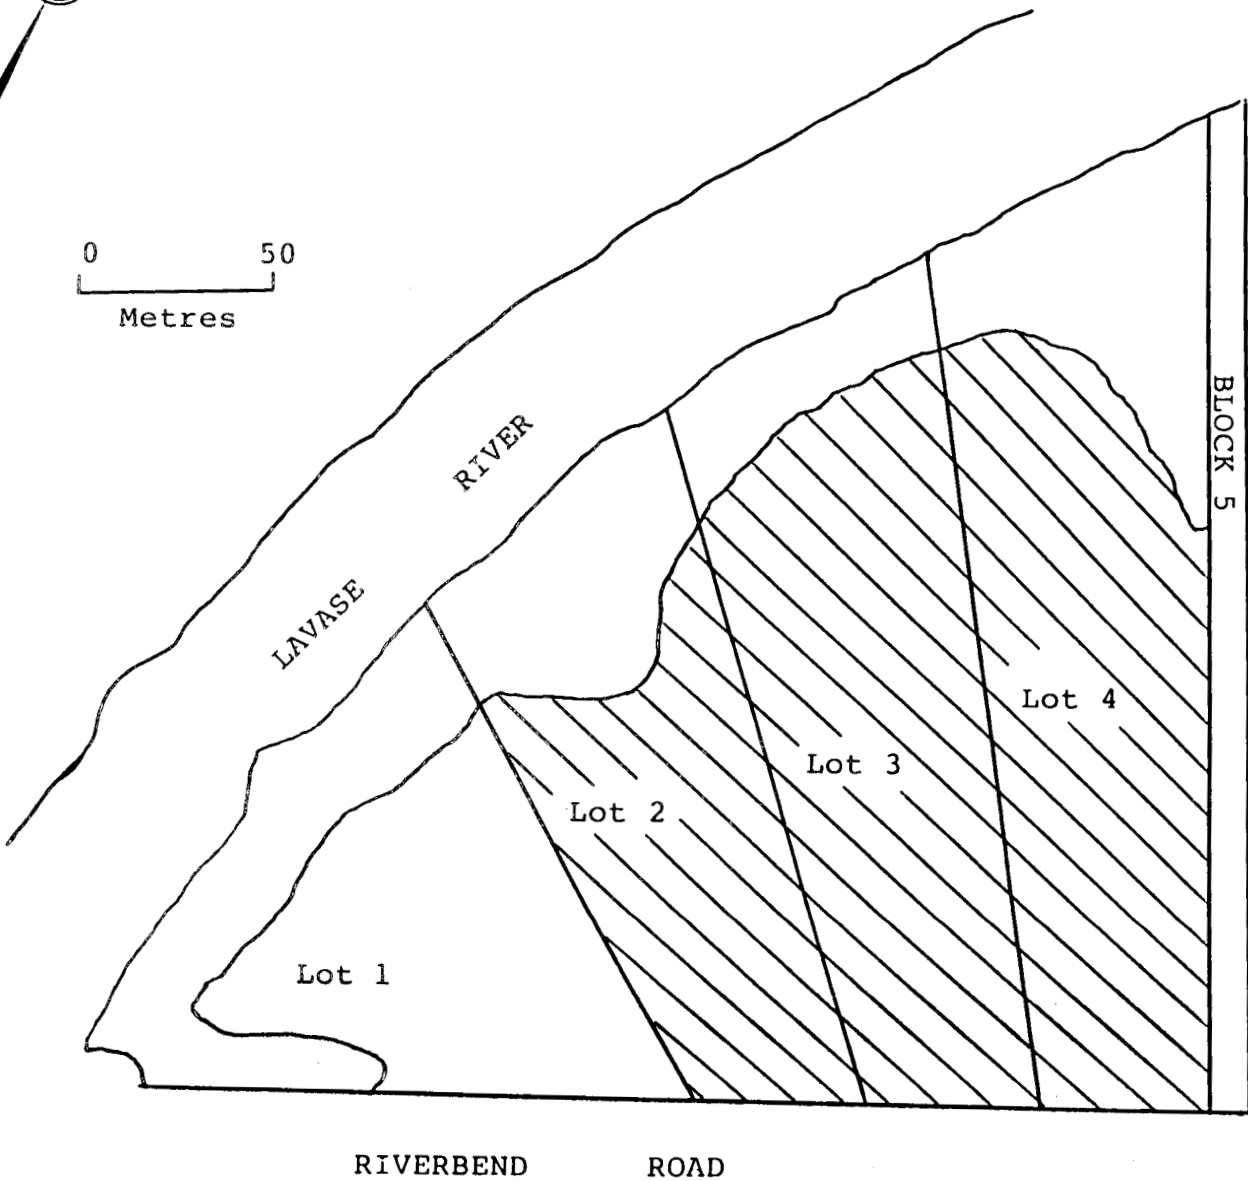 0 50
Metres
RIVER
LAVASE
BLOCK 5
Lot 4
Lot 3
Lot 2
Lot 1
RIVERBEND ROAD